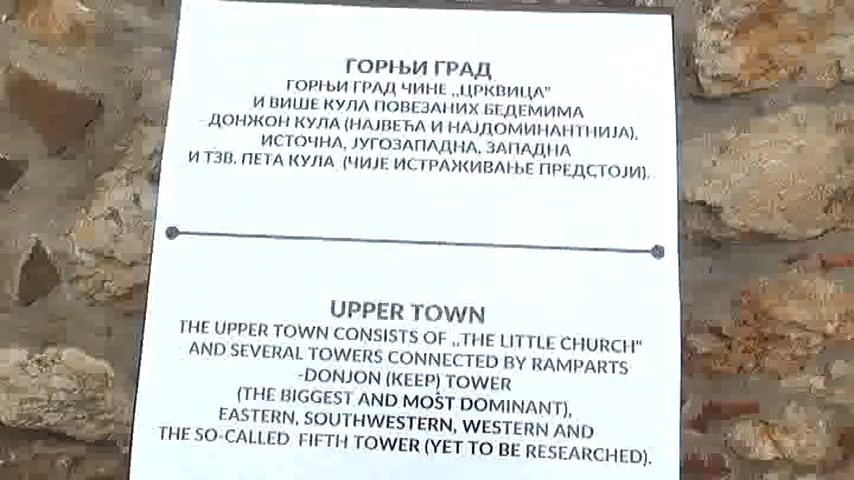 ГОРЊИ ГРАД
ГОРЊИ ГРАД ЧИНЕ „ЦРКВИЦА"
И ВИШЕ КУЛА ПОВЕЗАНИХ БЕДЕМИМА
- ДОНЖОН КУЛА (НАЈВЕЋА И НАЈДОМИНАНТНИЈА),
ИСТОЧНА, ЈУГОЗАПАДНА, ЗАПАДНА
И ТЗВ. ПЕТА КУЛА (ЧИЈЕ ИСТРАЖИВАЊЕ ПРЕДСТОЈИ).
UPPER TOWN
THE UPPER TOWN CONSISTS OF „THE LITTLE CHURCH"
AND SEVERAL TOWERS CONNECTED BY RAMPARTS
-DONJON (KEEP) TOWER
(THE BIGGEST AND MOST DOMINANT),
EASTERN, SOUTHWESTERN, WESTERN AND
THE SO-CALLED FIFTH TOWER (YET TO BE RESEARCHED).